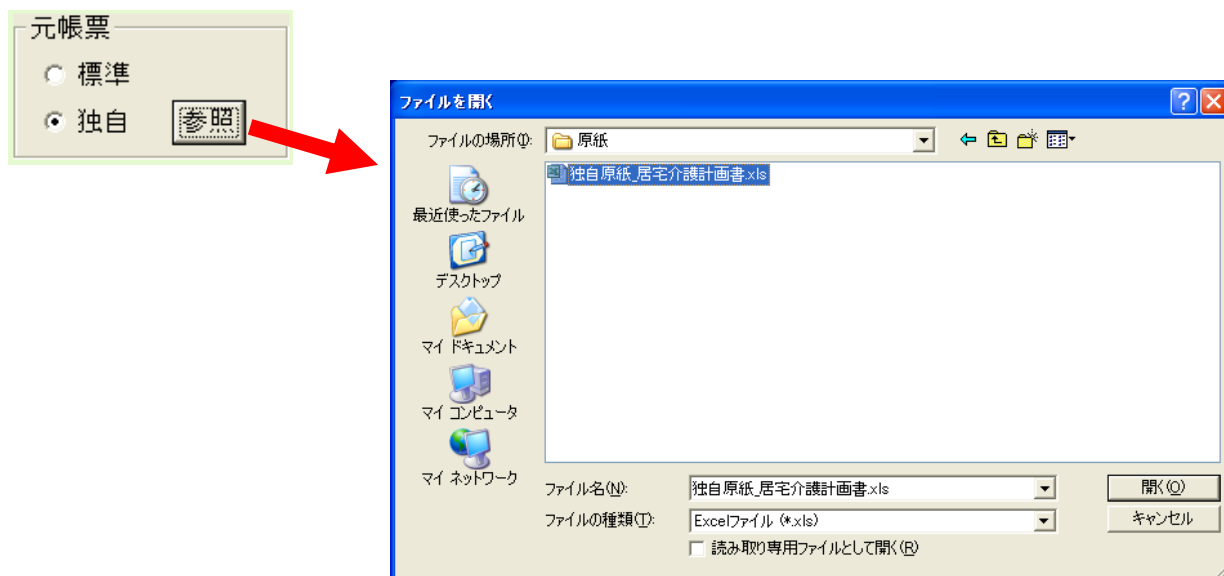 元帳票
標準
独自 参照
ファイルを開く
ファイルの場所(I): 原紙
独自原紙_居宅介護計画書.xls
最近使ったファイル
デスクトップ
マイ ドキュメント
マイ コンピュータ
マイ ネットワーク
ファイル名(N): 独自原紙_居宅介護計画書.xls 開く(O)
ファイルの種類(T): Excelファイル (*.xls) キャンセル
読み取り専用ファイルとして開く(R)